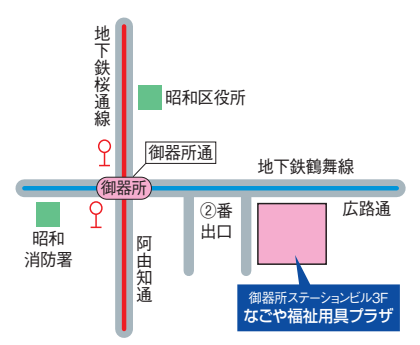 地下鉄桜通線
昭和区役所
御器所通
地下鉄鶴舞線
御器所
広路通
②番
出口
昭和
消防署
阿由知通
御器所ステーションビル3F
なごや福祉用具プラザ